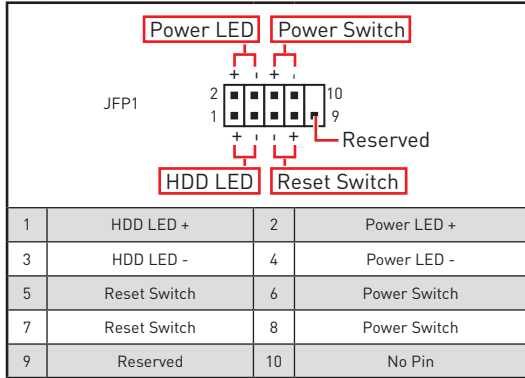 Power LED Power Switch
+ - + -
JFP1
2 10
1 9
+ - - +
Reserved
HDD LED Reset Switch
1 HDD LED + 2 Power LED +
3 HDD LED - 4 Power LED -
5 Reset Switch 6 Power Switch
7 Reset Switch 8 Power Switch
9 Reserved 10 No Pin